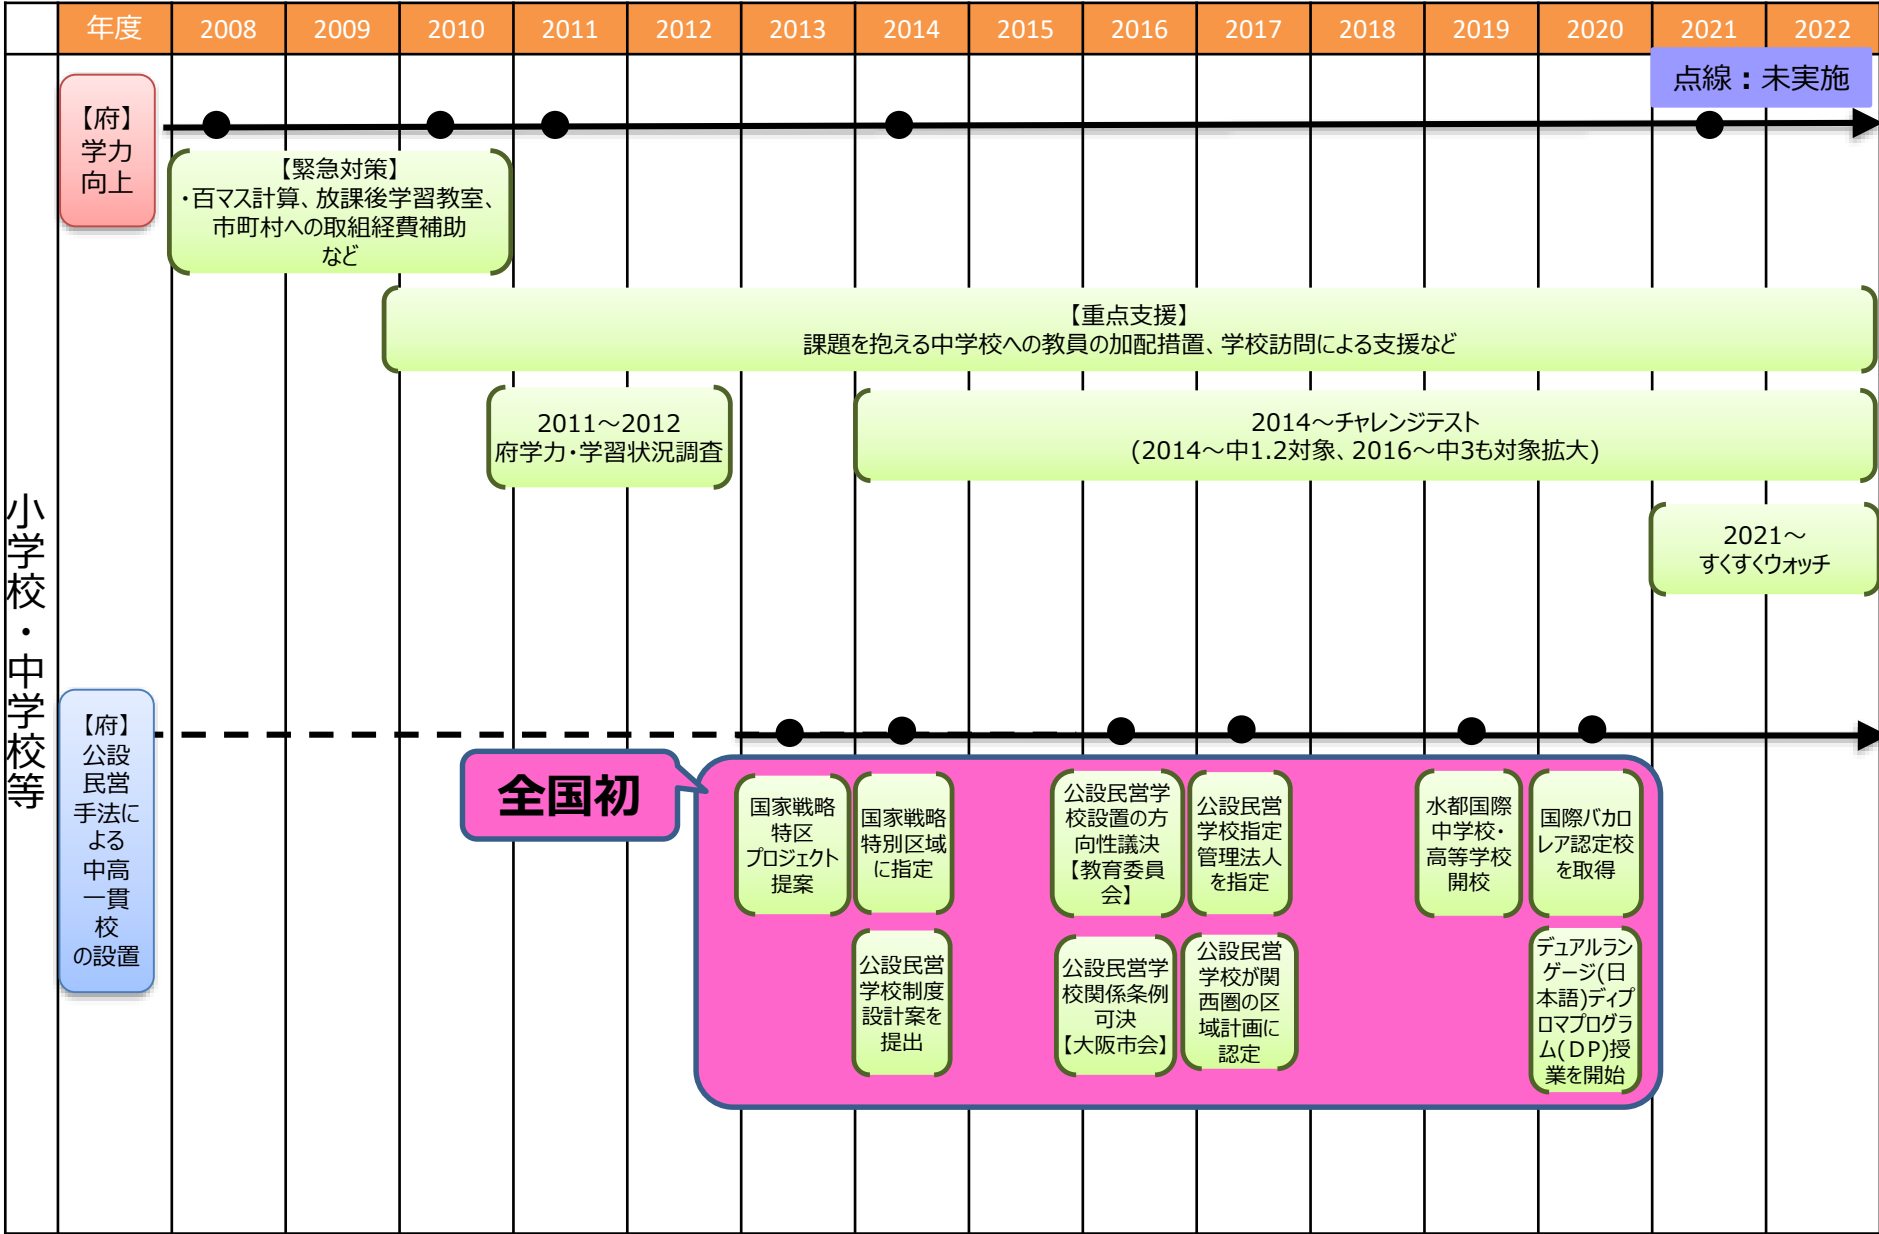 年度 2008 2009 2010 2011 2012 2013 2014 2015 2016 2017 2018 2019 2020 2021 2022
点線：未実施
小学校・中学校等
【府】
学力
向上
【緊急対策】
・百マス計算、放課後学習教室、
市町村への取組経費補助
など
【重点支援】
課題を抱える中学校への教員の加配措置、学校訪問による支援など
2011～2012
府学力・学習状況調査
2014～チャレンジテスト
(2014～中1.2対象、2016～中3も対象拡大)
2021～
すくすくウォッチ
【府】
公設
民営
手法に
よる
中高
一貫
校
の設置
全国初
国家戦略
特区
プロジェクト
提案
国家戦略
特別区域
に指定
公設民営学
校設置の方
向性議決
【教育委員
会】
公設民営
学校指定
管理法人
を指定
水都国際
中学校・
高等学校
開校
国際バカロ
レア認定校
を取得
公設民営
学校制度
設計案を
提出
公設民営学
校関係条例
可決
【大阪市会】
公設民営
学校が関
西圏の区
域計画に
認定
デュアルラン
ゲージ(日
本語)ディプ
ロマプログラ
ム(ＤＰ)授
業を開始